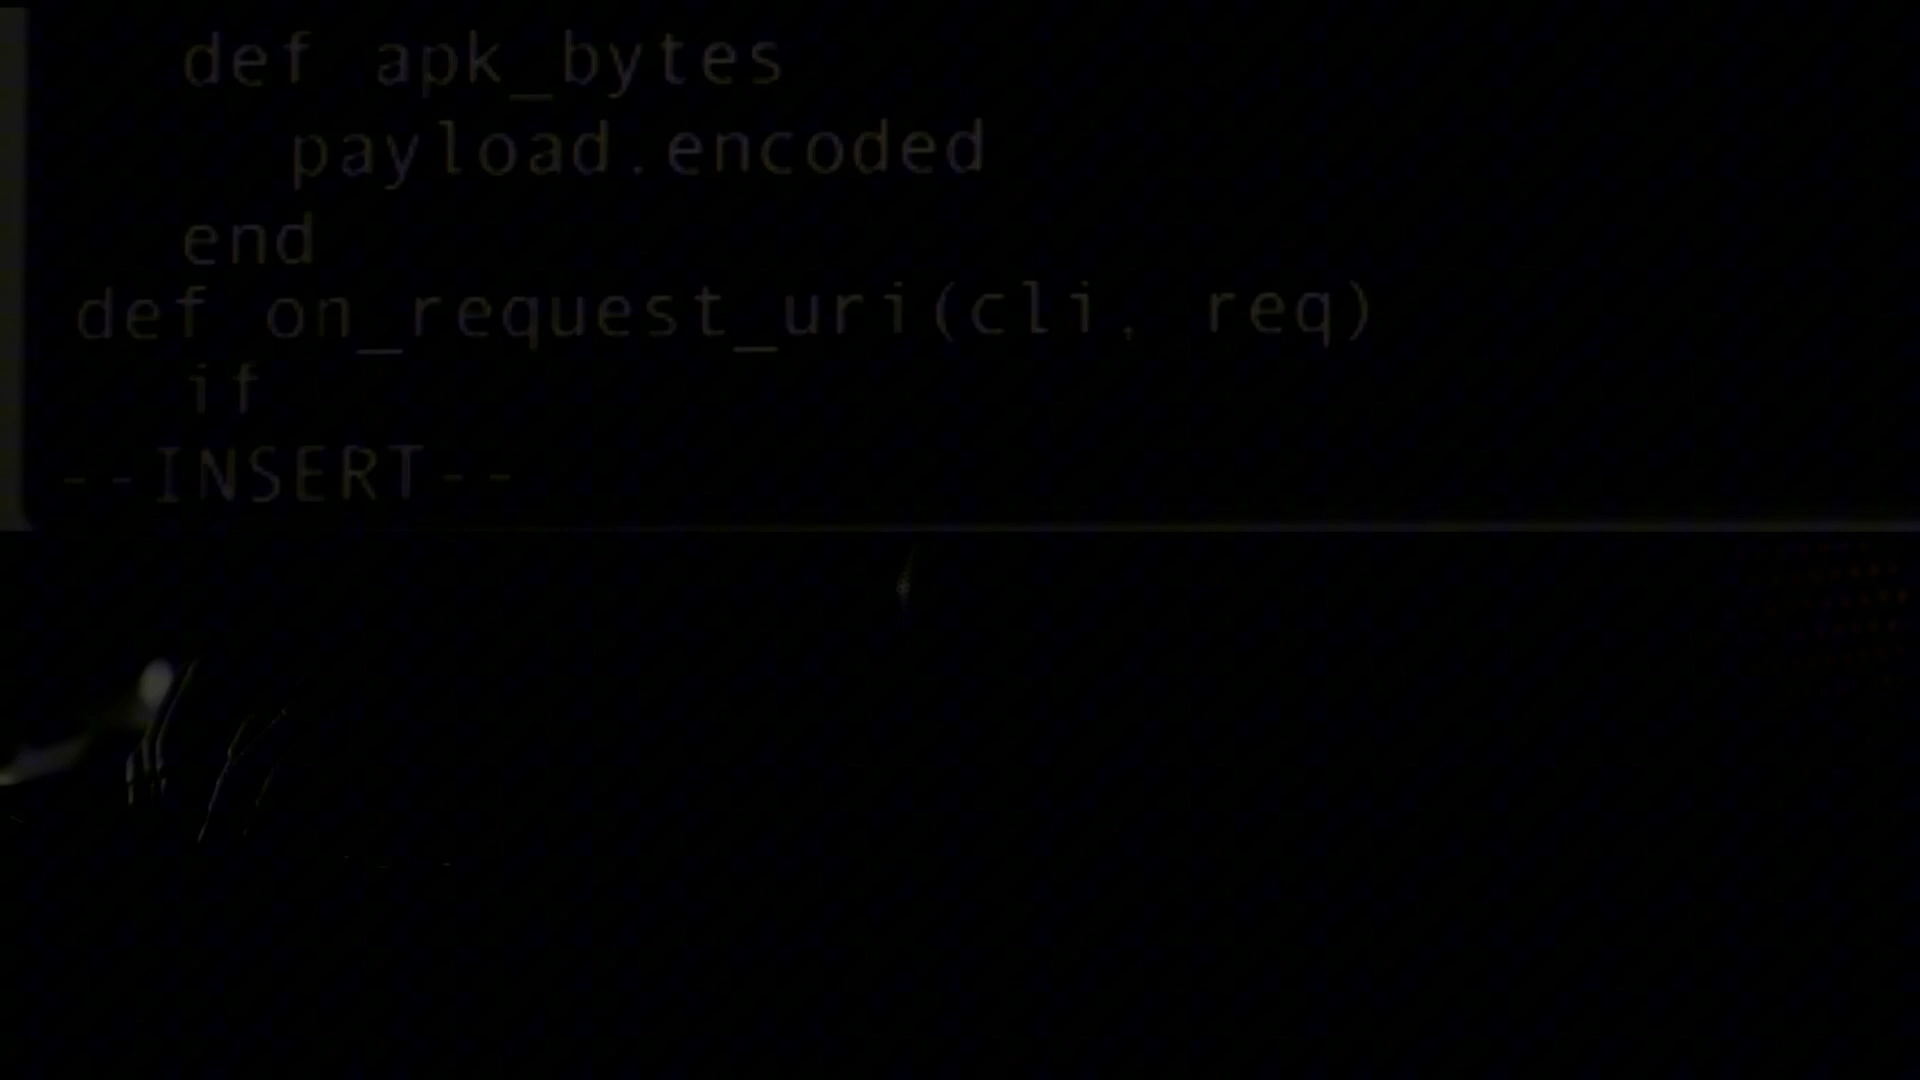 def apk_bytes
payload.encoded
end
def on_request_uri(cli, req)
if
--INSERT--